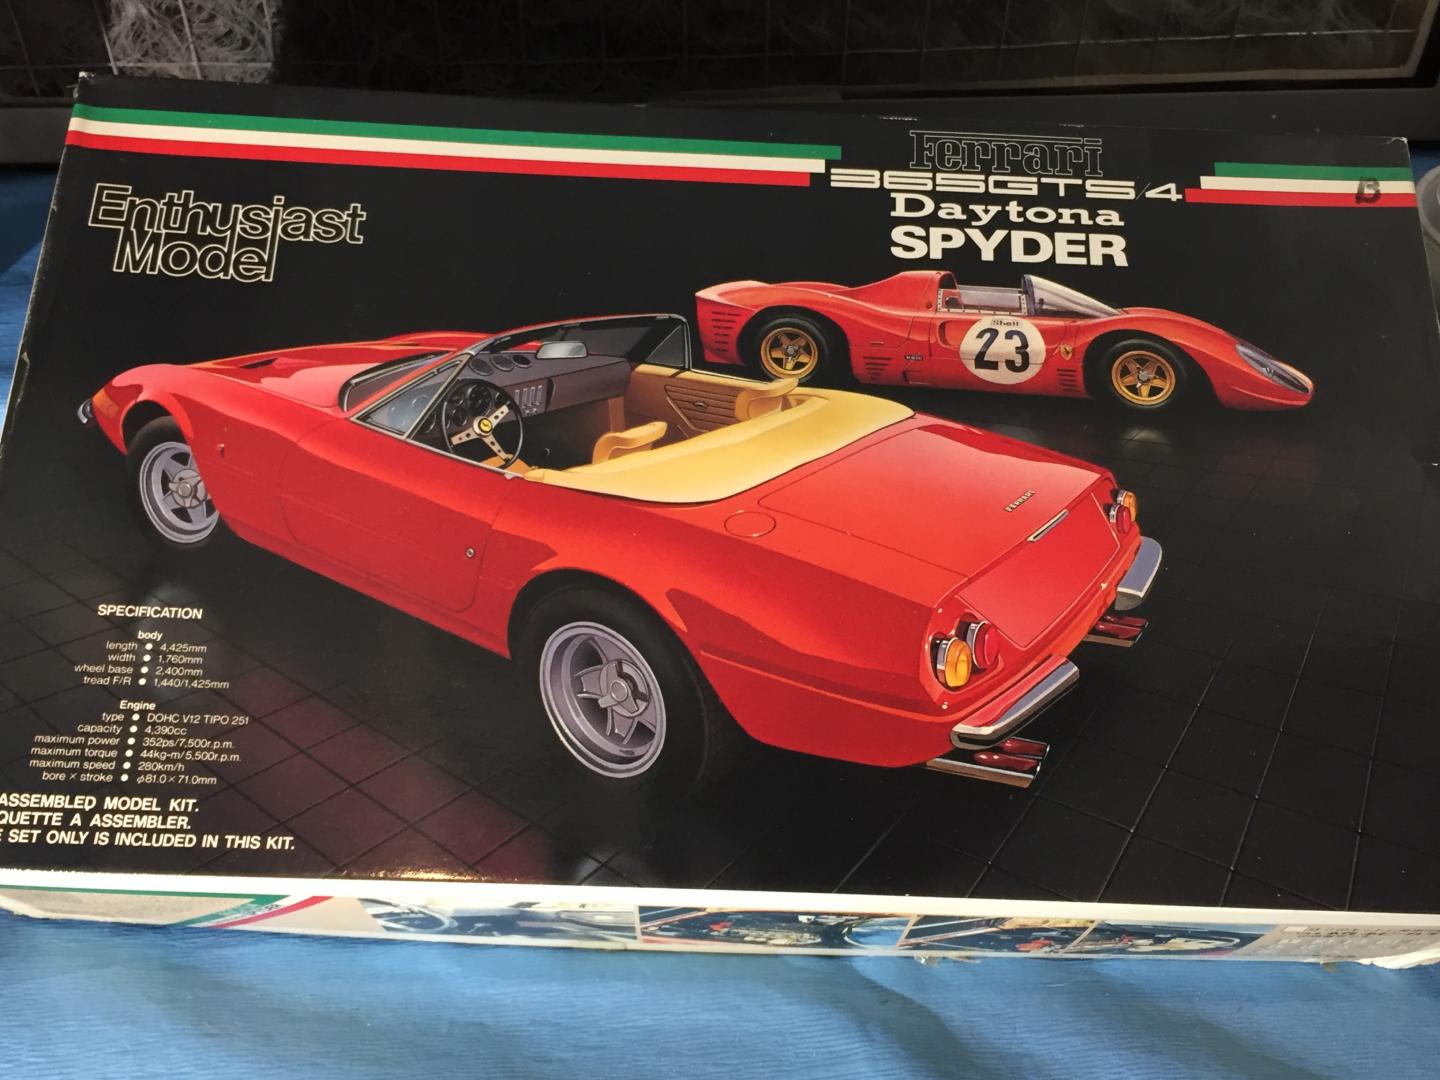 Ferrari
365GTS/4
Daytona
SPYDER
B
Enthusiast
Model
Shell
23
FERRARI
SPECIFICATION
body
length ● 4,425mm
width ● 1,760mm
wheel base ● 2,400mm
tread F/R ● 1,440/1,425mm
Engine
type ● DOHC V12 TIPO 251
capacity ● 4,390cc
maximum power ● 352ps/7,500r.p.m.
maximum torque ● 44kg-m/5,500r.p.m.
maximum speed ● 280km/h
bore × stroke ● φ81.0×71.0mm
ASSEMBLED MODEL KIT.
QUETTE A ASSEMBLER.
E SET ONLY IS INCLUDED IN THIS KIT.